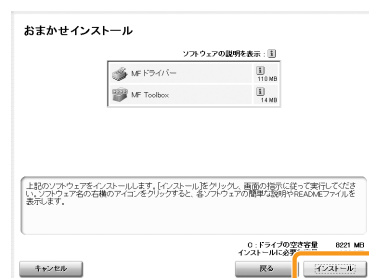 おまかせインストール
ソフトウェアの説明を表示 : i
MF ドライバー
i
110 MB
MF Toolbox
i
14 MB
上記のソフトウェアをインストールします。[インストール]をクリックし、画面の指示に従って実行してくださ
い。ソフトウェア名の右横のアイコンをクリックすると、各ソフトウェアの簡単な説明やREADMEファイルを
表示します。
C : ドライブの空き容量 8221 MB
インストールに必要
キャンセル
戻る
インストール